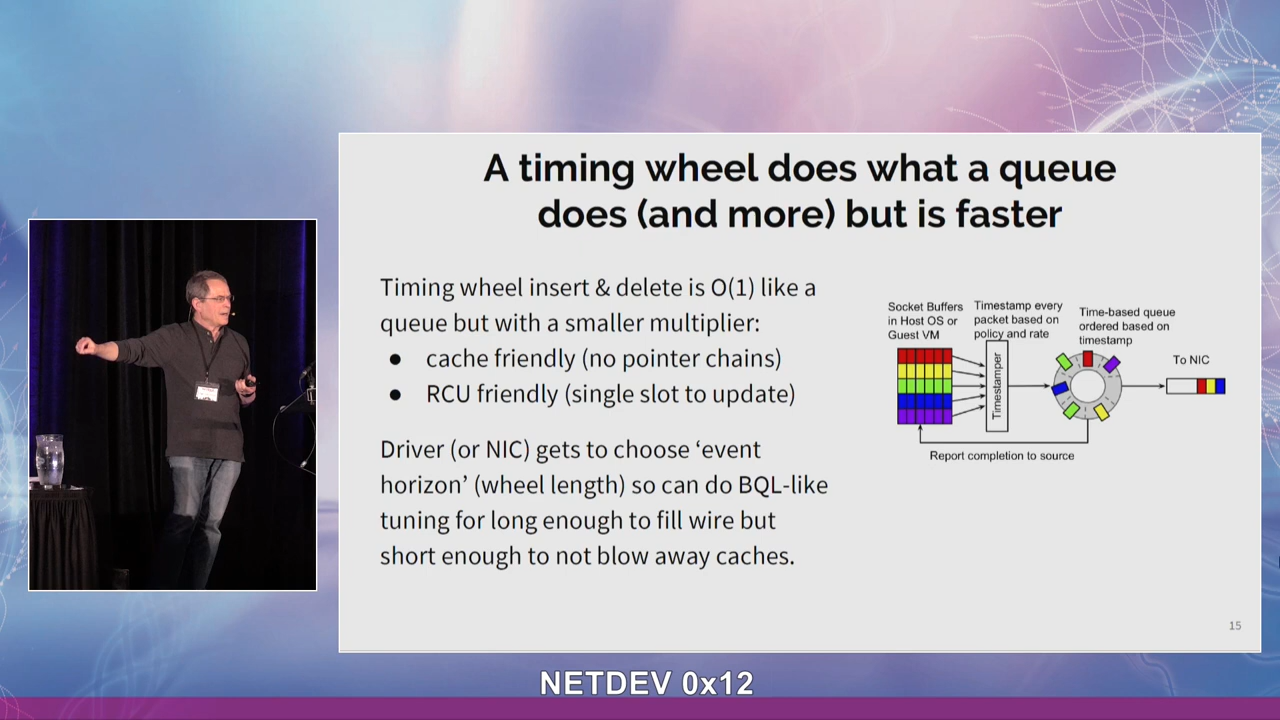 A timing wheel does what a queue
does (and more) but is faster
Timing wheel insert & delete is O(1) like a
queue but with a smaller multiplier:
● cache friendly (no pointer chains)
● RCU friendly (single slot to update)
Driver (or NIC) gets to choose ‘event
horizon’ (wheel length) so can do BQL-like
tuning for long enough to fill wire but
short enough to not blow away caches.
Socket Buffers
in Host OS or
Guest VM
Timestamp every
packet based on
policy and rate
Time-based queue
ordered based on
timestamp
To NIC
Timestamper
Report completion to source
15
NETDEV 0x12